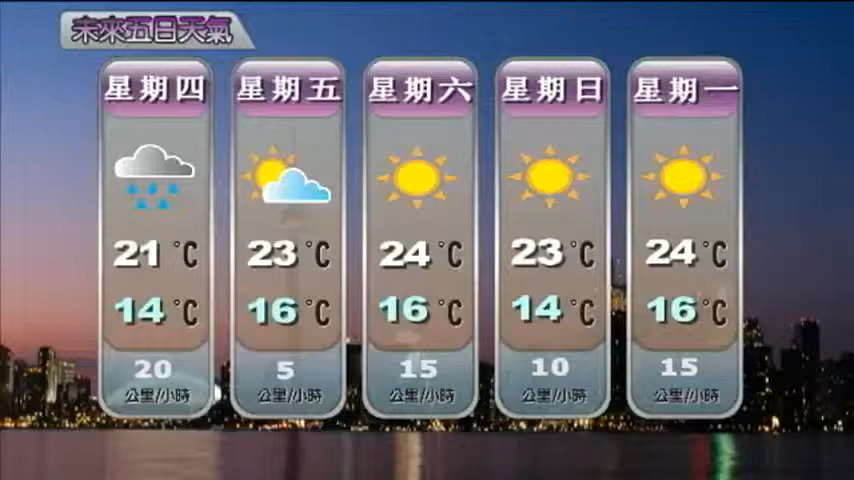 未來五日天氣
星期四 星期五 星期六 星期日 星期一
21°C 23°C 24°C 23°C 24°C
14°C 16°C 16°C 14°C 16°C
20 5 15 10 15
公里/小時 公里/小時 公里/小時 公里/小時 公里/小時